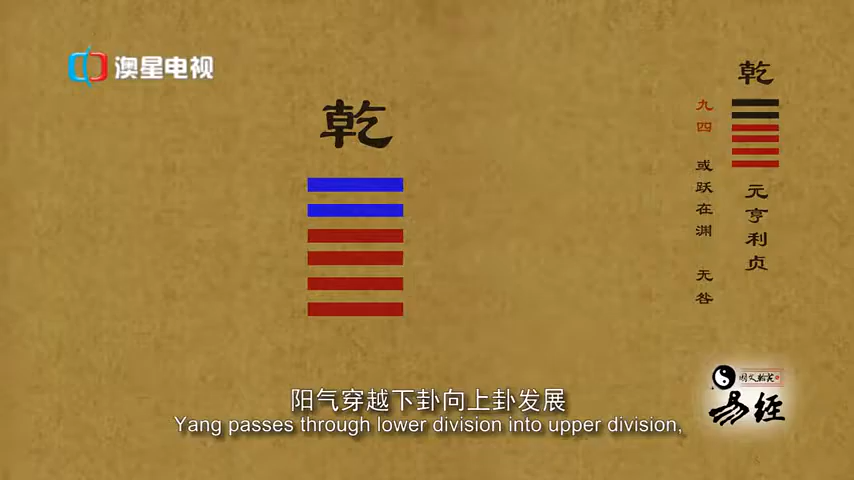 澳星电视
乾
乾
元亨利贞
九四 或跃在渊 无咎
易经
阳气穿越下卦向上卦发展
Yang passes through lower division into upper division,